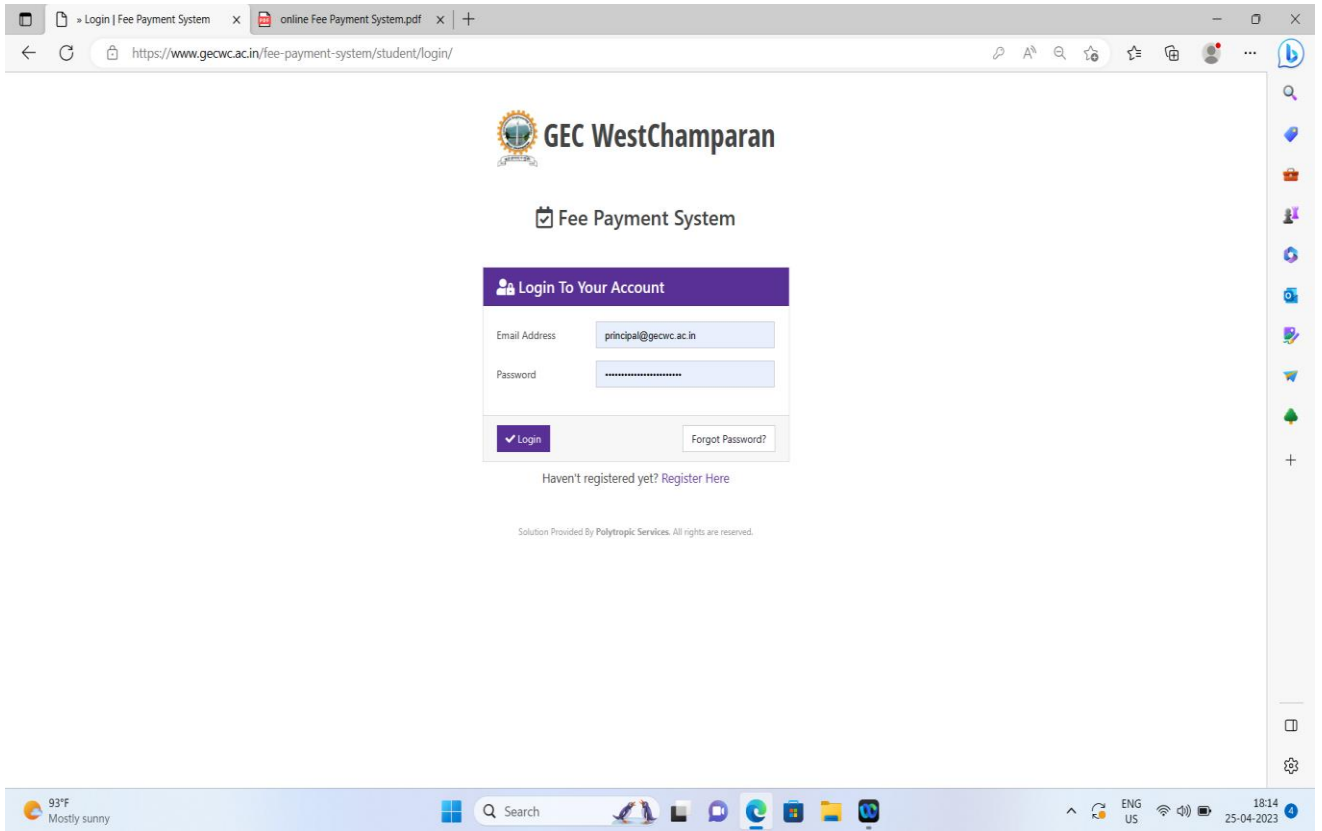 » Login | Fee Payment System
online Fee Payment System.pdf
https://www.gecwc.ac.in/fee-payment-system/student/login/
GEC WestChamparan
Fee Payment System
Login To Your Account
Email Address principal@gecwc.ac.in
Password ••••••••••••••••••••••••
Login Forgot Password?
Haven't registered yet? Register Here
Solution Provided By Polytropic Services. All rights are reserved.
93°F
Mostly sunny
Search
ENG
US
18:14
25-04-2023
4